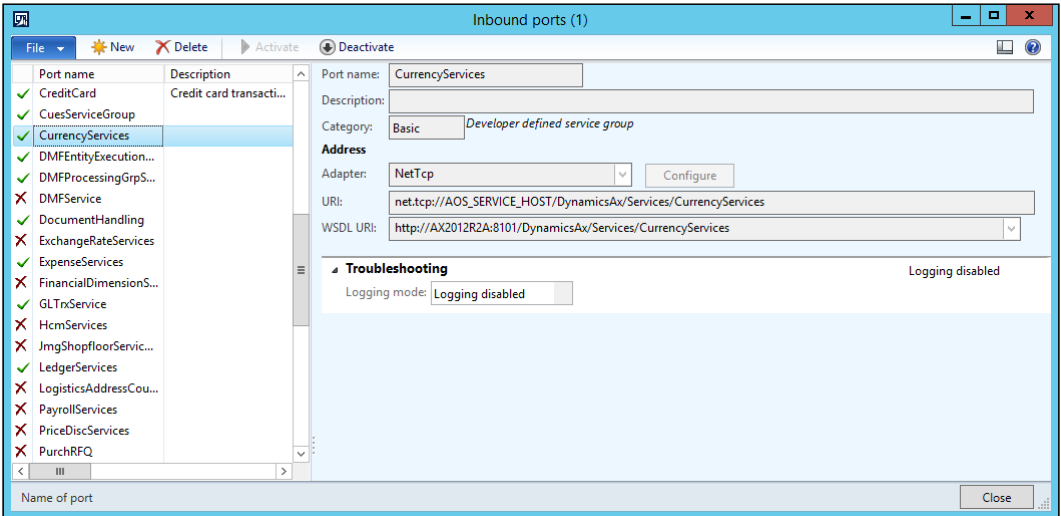 Inbound ports (1)
File New Delete Activate Deactivate
Port name Description
CreditCard Credit card transacti...
CuesServiceGroup
CurrencyServices
DMFEntityExecution...
DMFProcessingGrpS...
DMFService
DocumentHandling
ExchangeRateServices
ExpenseServices
FinancialDimensionS...
GLTrxService
HcmServices
JmgShopfloorServic...
LedgerServices
LogisticsAddressCou...
PayrollServices
PriceDiscServices
PurchRFQ
Port name: CurrencyServices
Description:
Category: Basic Developer defined service group
Address
Adapter: NetTcp Configure
URI: net.tcp://AOS_SERVICE_HOST/DynamicsAx/Services/CurrencyServices
WSDL URI: http://AX2012R2A:8101/DynamicsAx/Services/CurrencyServices
Troubleshooting Logging disabled
Logging mode: Logging disabled
Name of port Close